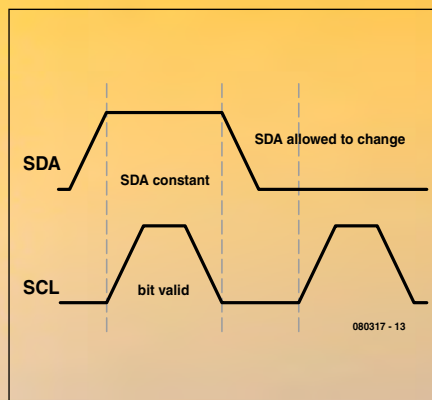 SDA allowed to change
SDA
SDA constant
SCL
bit valid
080317 - 13